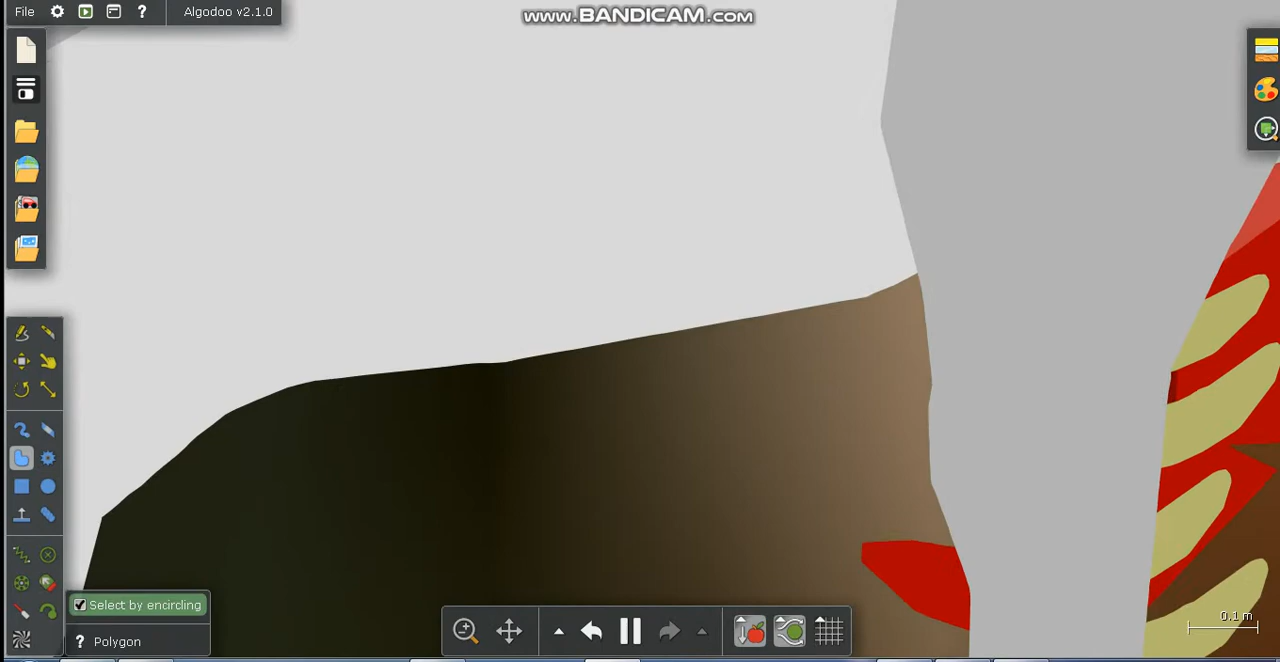 File ? Algodoo v2.1.0
www.BANDICAM.com
Select by encircling
? Polygon
0.1 m